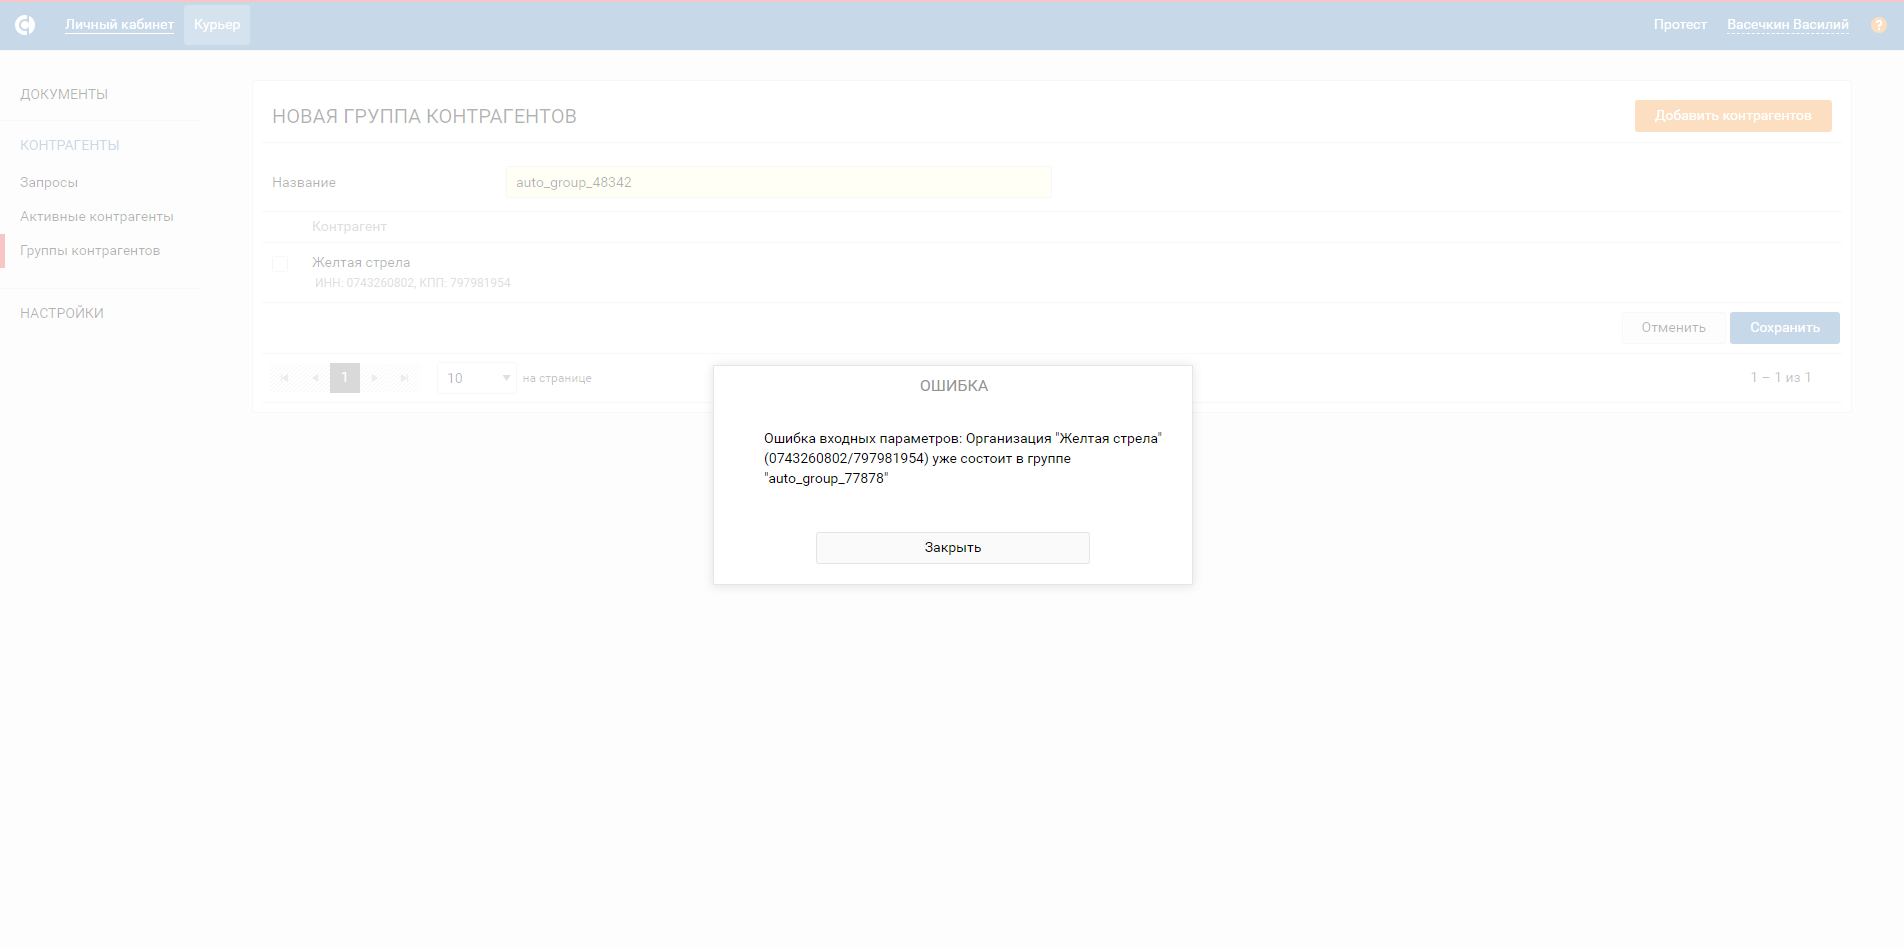 Личный кабинет Курьер Протест Васечкин Василий ?
ДОКУМЕНТЫ
КОНТРАГЕНТЫ
Запросы
Активные контрагенты
Группы контрагентов
НАСТРОЙКИ
НОВАЯ ГРУППА КОНТРАГЕНТОВ
Добавить контрагентов
Название auto_group_48342
Контрагент
Желтая стрела
ИНН: 0743260802, КПП: 797981954
Отменить Сохранить
1 10 на странице 1 – 1 из 1
ОШИБКА
Ошибка входных параметров: Организация "Желтая стрела"
(0743260802/797981954) уже состоит в группе
"auto_group_77878"
Закрыть